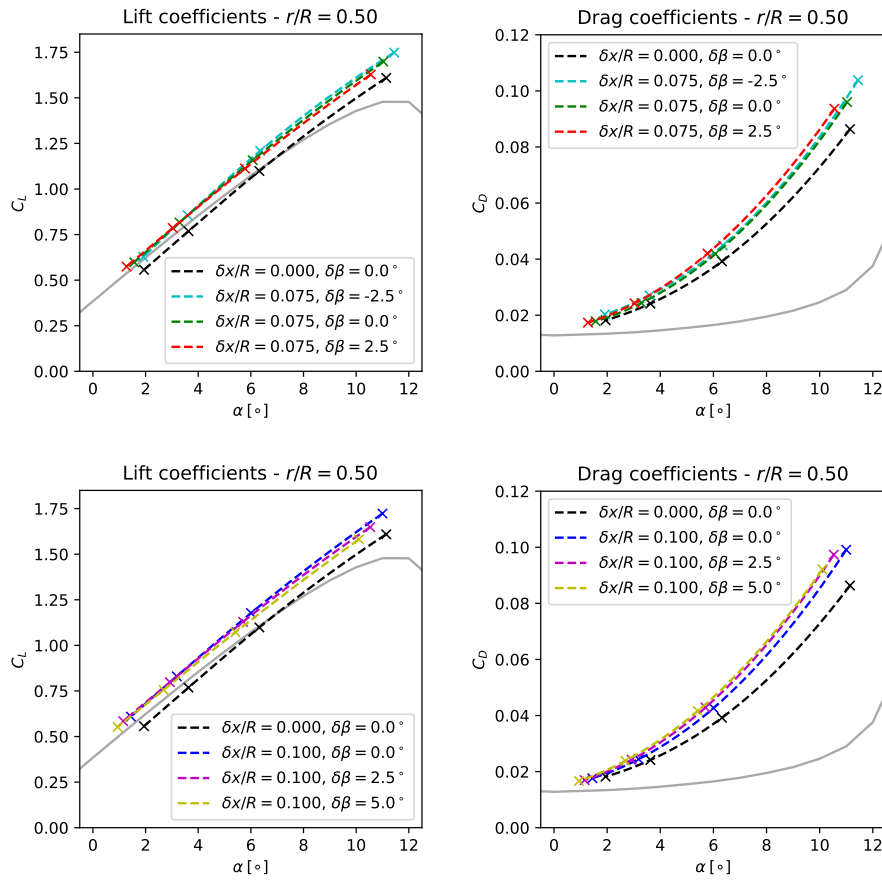 Lift coefficients - r/R = 0.50
1.75
1.50
1.25
1.00
0.75
0.50
0.25
0.00
C_L
δx/R = 0.000, δβ = 0.0°
δx/R = 0.075, δβ = -2.5°
δx/R = 0.075, δβ = 0.0°
δx/R = 0.075, δβ = 2.5°
0 2 4 6 8 10 12
α [∘]
Drag coefficients - r/R = 0.50
0.12
0.10
0.08
0.06
0.04
0.02
0.00
C_D
δx/R = 0.000, δβ = 0.0°
δx/R = 0.075, δβ = -2.5°
δx/R = 0.075, δβ = 0.0°
δx/R = 0.075, δβ = 2.5°
0 2 4 6 8 10 12
α [∘]
Lift coefficients - r/R = 0.50
1.75
1.50
1.25
1.00
0.75
0.50
0.25
0.00
C_L
δx/R = 0.000, δβ = 0.0°
δx/R = 0.100, δβ = 0.0°
δx/R = 0.100, δβ = 2.5°
δx/R = 0.100, δβ = 5.0°
0 2 4 6 8 10 12
α [∘]
Drag coefficients - r/R = 0.50
0.12
0.10
0.08
0.06
0.04
0.02
0.00
C_D
δx/R = 0.000, δβ = 0.0°
δx/R = 0.100, δβ = 0.0°
δx/R = 0.100, δβ = 2.5°
δx/R = 0.100, δβ = 5.0°
0 2 4 6 8 10 12
α [∘]